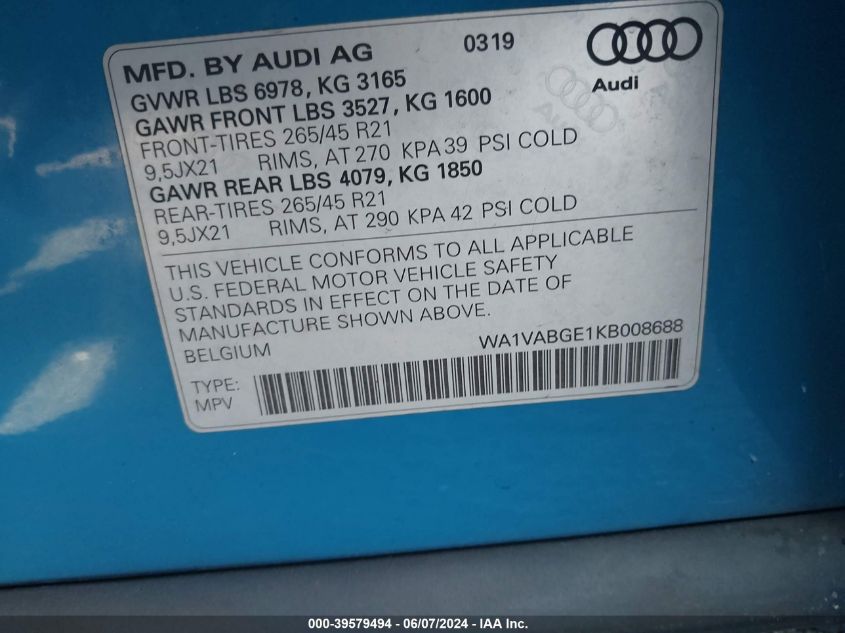 MFD. BY AUDI AG 0319
Audi
GVWR LBS 6978, KG 3165
GAWR FRONT LBS 3527, KG 1600
FRONT-TIRES 265/45 R21
9,5JX21 RIMS, AT 270 KPA 39 PSI COLD
GAWR REAR LBS 4079, KG 1850
REAR-TIRES 265/45 R21
9,5JX21 RIMS, AT 290 KPA 42 PSI COLD
THIS VEHICLE CONFORMS TO ALL APPLICABLE
U.S. FEDERAL MOTOR VEHICLE SAFETY
STANDARDS IN EFFECT ON THE DATE OF
MANUFACTURE SHOWN ABOVE.
BELGIUM WA1VABGE1KB008688
TYPE:
MPV
000-39579494 - 06/07/2024 - IAA Inc.